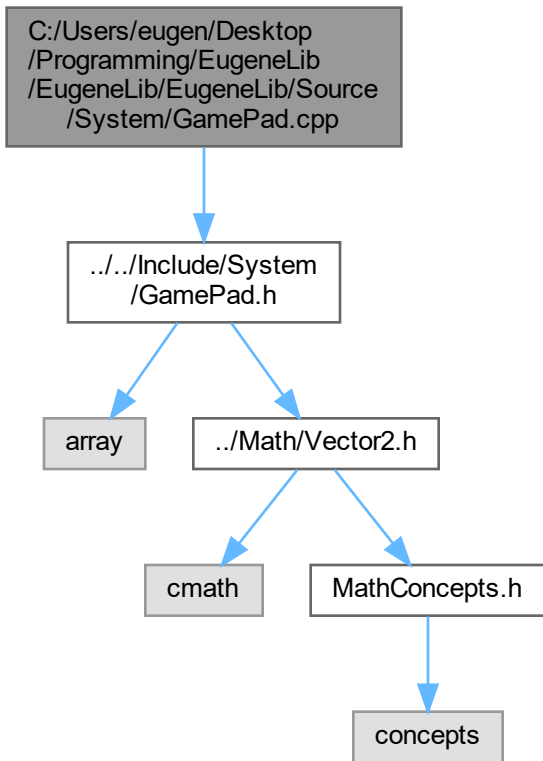 C:/Users/eugen/Desktop
/Programming/EugeneLib
/EugeneLib/EugeneLib/Source
/System/GamePad.cpp
../../Include/System
/GamePad.h
array
../Math/Vector2.h
cmath
MathConcepts.h
concepts